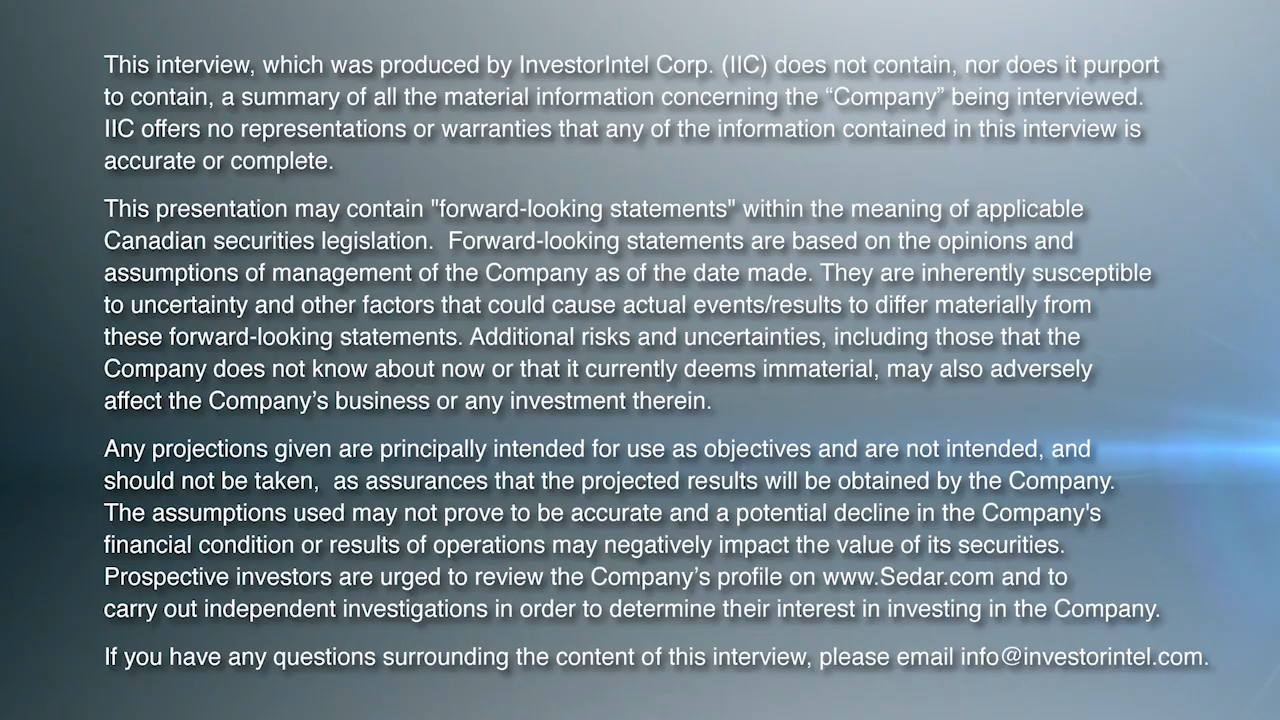 This interview, which was produced by InvestorIntel Corp. (IIC) does not contain, nor does it purport
to contain, a summary of all the material information concerning the “Company” being interviewed.
IIC offers no representations or warranties that any of the information contained in this interview is
accurate or complete.
This presentation may contain "forward-looking statements" within the meaning of applicable
Canadian securities legislation.  Forward-looking statements are based on the opinions and
assumptions of management of the Company as of the date made. They are inherently susceptible
to uncertainty and other factors that could cause actual events/results to differ materially from
these forward-looking statements. Additional risks and uncertainties, including those that the
Company does not know about now or that it currently deems immaterial, may also adversely
affect the Company’s business or any investment therein.
Any projections given are principally intended for use as objectives and are not intended, and
should not be taken,  as assurances that the projected results will be obtained by the Company.
The assumptions used may not prove to be accurate and a potential decline in the Company's
financial condition or results of operations may negatively impact the value of its securities.
Prospective investors are urged to review the Company’s profile on www.Sedar.com and to
carry out independent investigations in order to determine their interest in investing in the Company.
If you have any questions surrounding the content of this interview, please email info@investorintel.com.